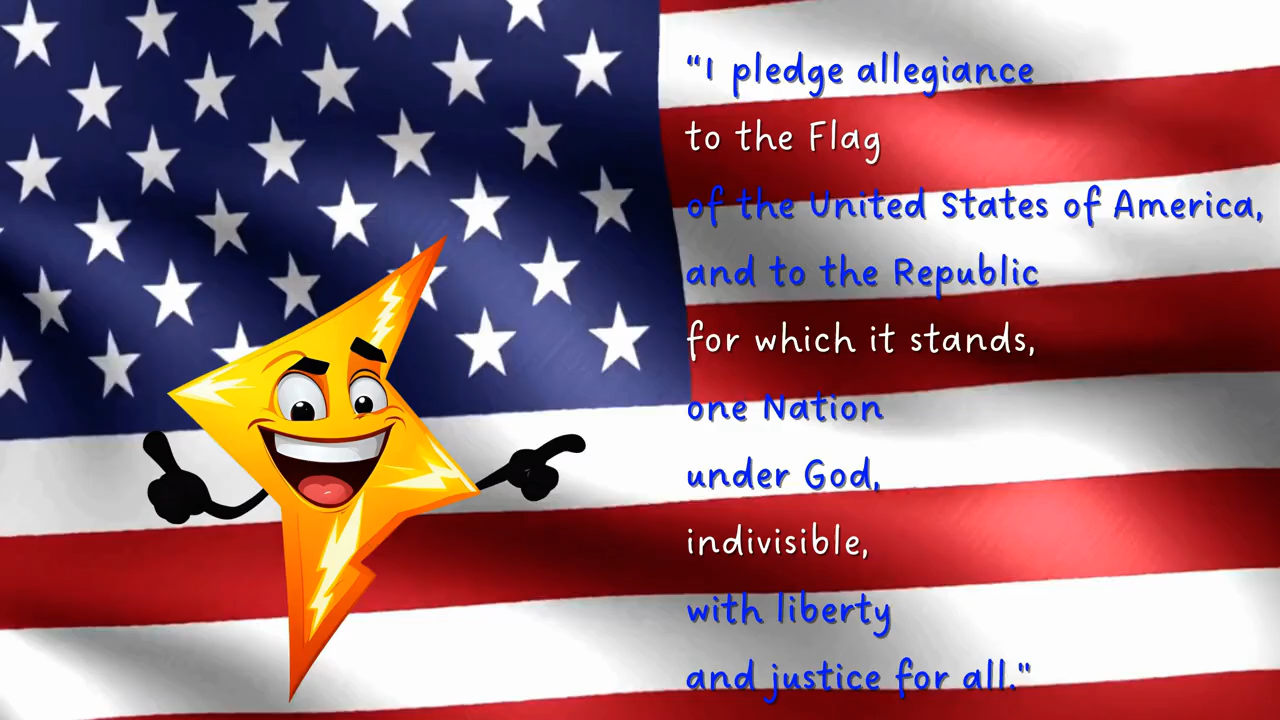 "I pledge allegiance
to the Flag
of the United States of America,
and to the Republic
for which it stands,
one Nation
under God,
indivisible,
with liberty
and justice for all."